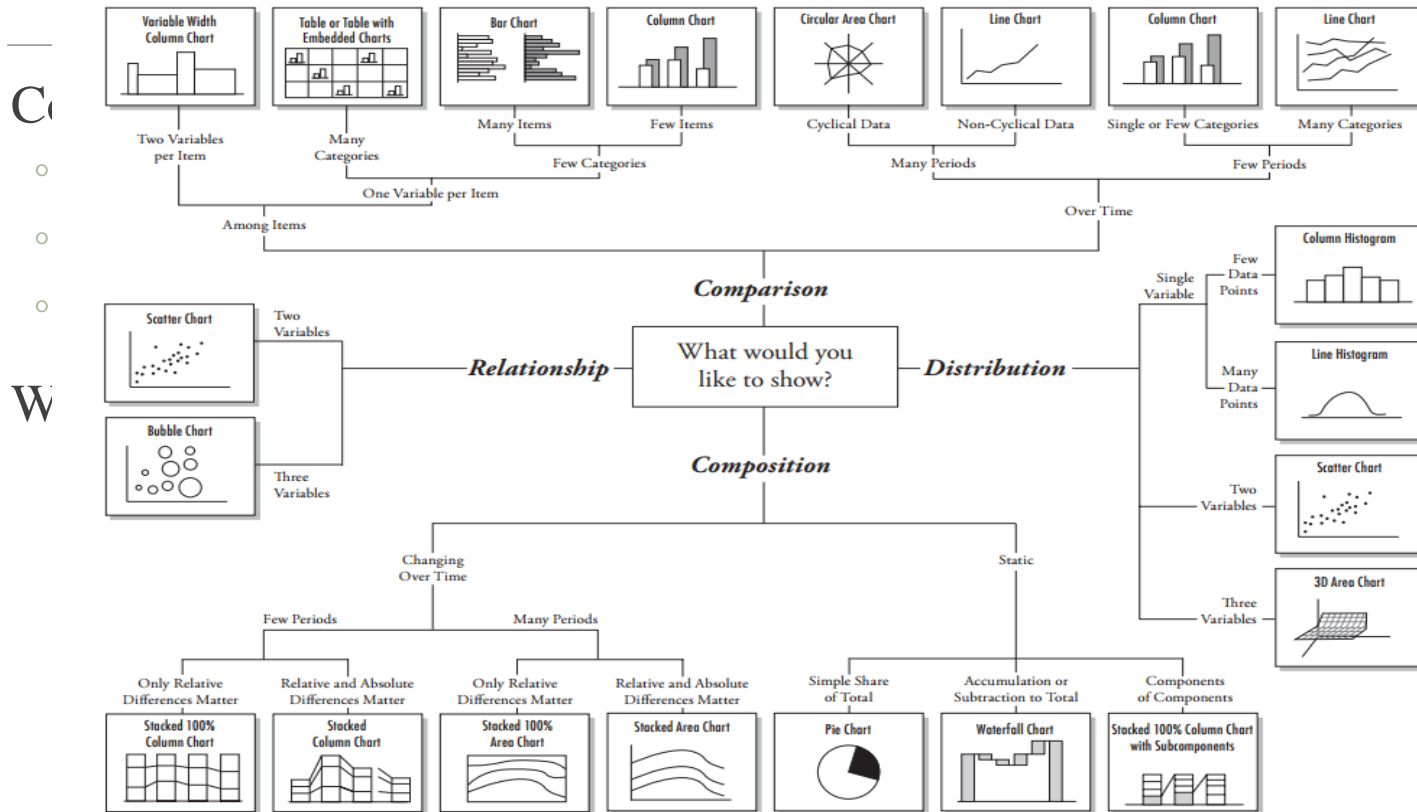 Variable Width
Column Chart
Table or Table with
Embedded Charts
Bar Chart
Column Chart
Circular Area Chart
Line Chart
Column Chart
Line Chart
Two Variables
per Item
Many
Categories
Many Items
Few Items
Cyclical Data
Non-Cyclical Data
Single or Few Categories
Many Categories
Few Categories
Many Periods
Few Periods
One Variable per Item
Among Items
Over Time
Comparison
What would you
like to show?
Relationship
Two
Variables
Scatter Chart
Three
Variables
Bubble Chart
Distribution
Single
Variable
Few
Data
Points
Column Histogram
Many
Data
Points
Line Histogram
Two
Variables
Scatter Chart
Three
Variables
3D Area Chart
Composition
Changing
Over Time
Static
Few Periods
Many Periods
Only Relative
Differences Matter
Relative and Absolute
Differences Matter
Only Relative
Differences Matter
Relative and Absolute
Differences Matter
Simple Share
of Total
Accumulation or
Subtraction to Total
Components
of Components
Stacked 100%
Column Chart
Stacked
Column Chart
Stacked 100%
Area Chart
Stacked Area Chart
Pie Chart
Waterfall Chart
Stacked 100% Column Chart
with Subcomponents